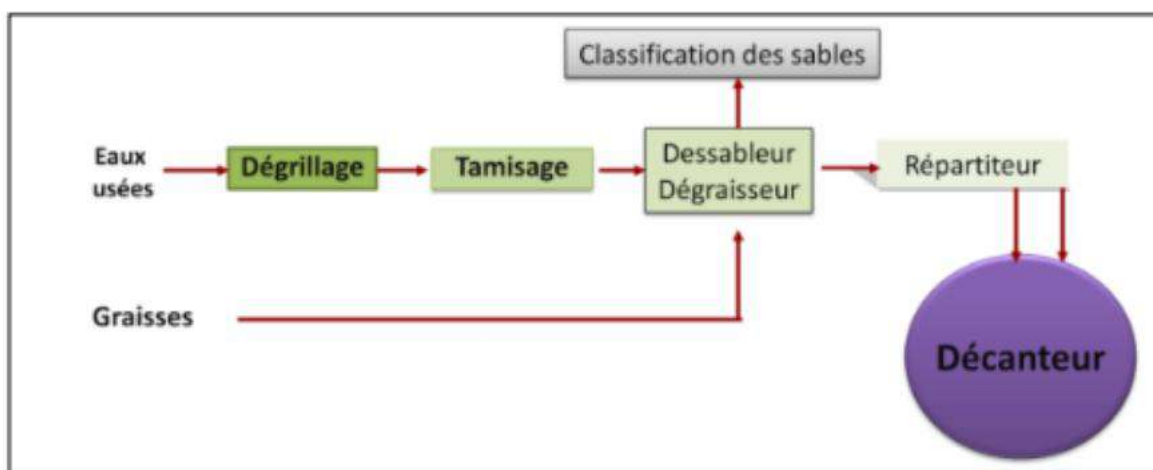 Classification des sables
Eaux
usées
Dégrillage
Tamisage
Dessableur
Dégraisseur
Répartiteur
Graisses
Décanteur